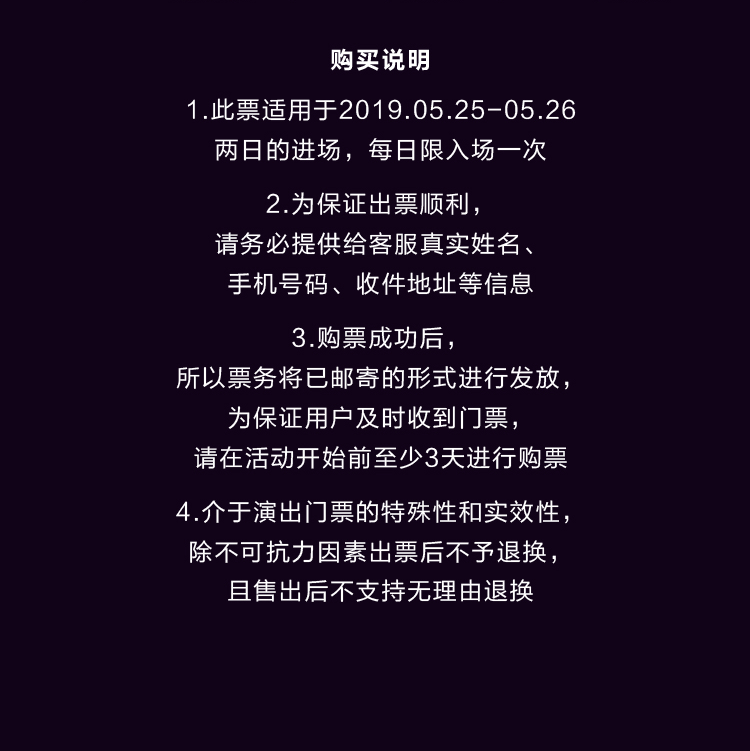 购买说明
1.此票适用于2019.05.25-05.26
两日的进场，每日限入场一次
2.为保证出票顺利，
请务必提供给客服真实姓名、
手机号码、收件地址等信息
3.购票成功后，
所以票务将已邮寄的形式进行发放，
为保证用户及时收到门票，
请在活动开始前至少3天进行购票
4.介于演出门票的特殊性和实效性，
除不可抗力因素出票后不予退换，
且售出后不支持无理由退换